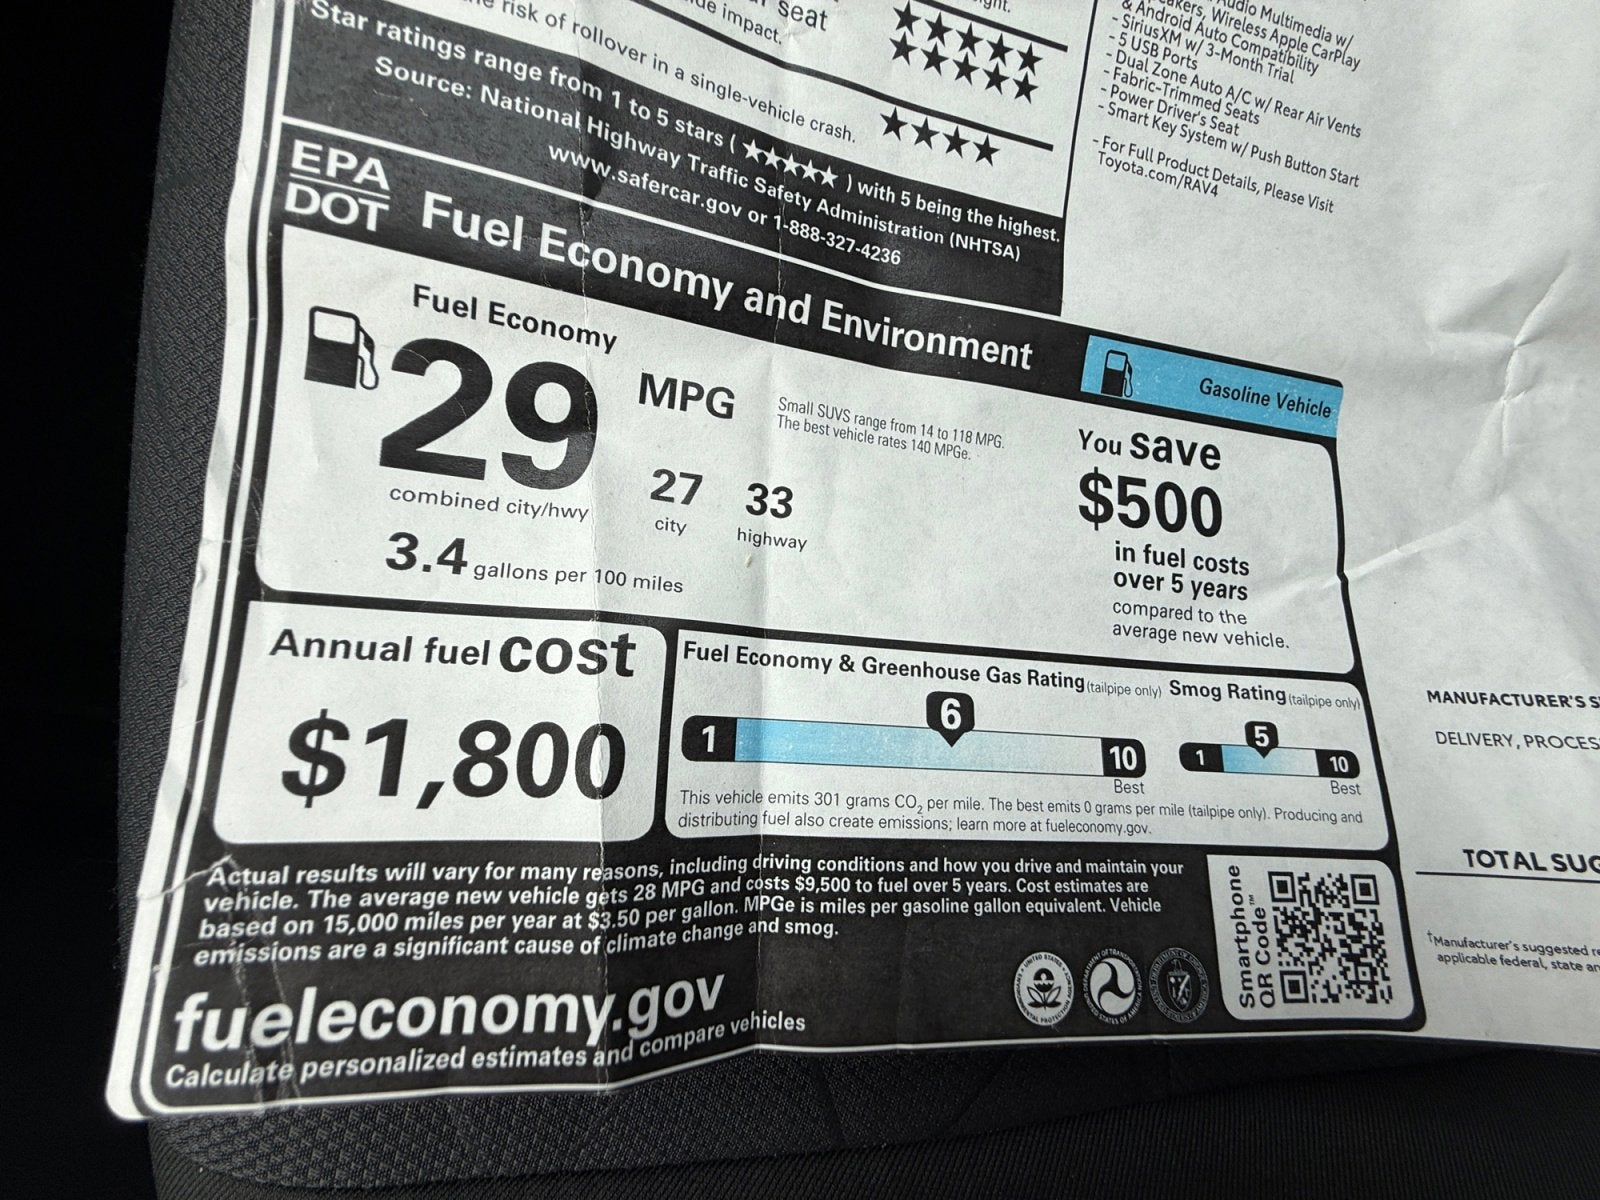 seat
impact.
risk of rollover in a single-vehicle crash.
★★★★★
★★★★★
★★★★
Star ratings range from 1 to 5 stars ( ★★★★★ ) with 5 being the highest.
Source: National Highway Traffic Safety Administration (NHTSA)
www.safercar.gov or 1-888-327-4236
Audio Multimedia w/
Wireless Apple CarPlay
& Android Auto Compatibility
- SiriusXM w/ 3-Month Trial
- 5 USB Ports
- Dual Zone Auto A/C w/ Rear Air Vents
- Fabric-Trimmed Seats
- Power Driver's Seat
- Smart Key System w/ Push Button Start
- For Full Product Details, Please Visit
Toyota.com/RAV4
EPA
DOT
Fuel Economy and Environment
Gasoline Vehicle
Fuel Economy
29 MPG
combined city/hwy
27
city
33
highway
3.4 gallons per 100 miles
Small SUVS range from 14 to 118 MPG.
The best vehicle rates 140 MPGe.
You save
$500
in fuel costs
over 5 years
compared to the
average new vehicle.
Annual fuel cost
$1,800
Fuel Economy & Greenhouse Gas Rating (tailpipe only)
1
6
10
Best
Smog Rating (tailpipe only)
1
5
10
Best
This vehicle emits 301 grams CO2 per mile. The best emits 0 grams per mile (tailpipe only). Producing and
distributing fuel also create emissions; learn more at fueleconomy.gov.
Actual results will vary for many reasons, including driving conditions and how you drive and maintain your
vehicle. The average new vehicle gets 28 MPG and costs $9,500 to fuel over 5 years. Cost estimates are
based on 15,000 miles per year at $3.50 per gallon. MPGe is miles per gasoline gallon equivalent. Vehicle
emissions are a significant cause of climate change and smog.
fueleconomy.gov
Calculate personalized estimates and compare vehicles
Smartphone
QR Code™
MANUFACTURER'S
DELIVERY, PROCES
TOTAL SUG
†Manufacturer's suggested
applicable federal, state